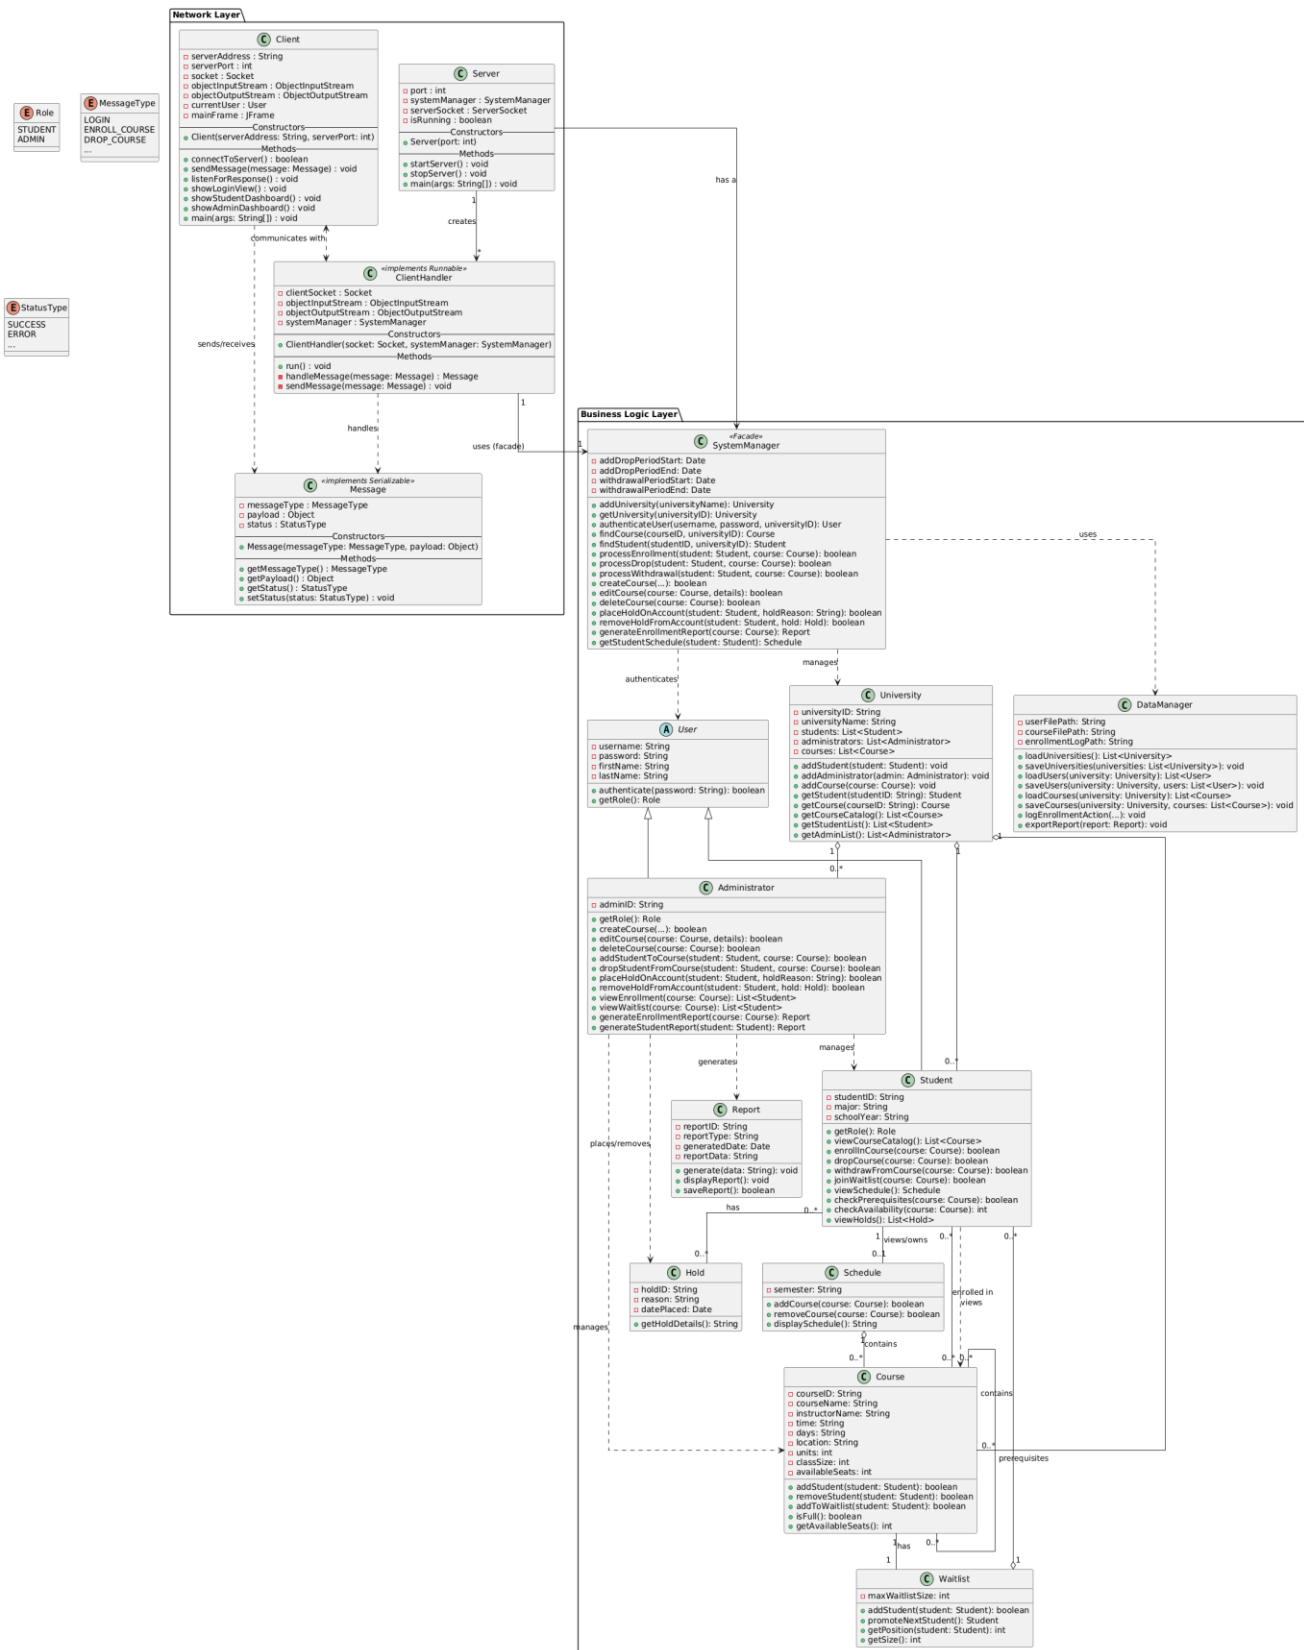 Network Layer
C Client
serverAddress : String
serverPort : int
socket : Socket
objectInputStream : ObjectInputStream
objectOutputStream : ObjectOutputStream
currentUser : User
mainFrame : JFrame
Constructors
Client(serverAddress: String, serverPort: int)
Methods
connectToServer() : boolean
sendMessage(message: Message) : void
listenForResponse() : void
showLoginView() : void
showStudentDashboard() : void
showAdminDashboard() : void
main(args: String[]) : void
C Server
port : int
systemManager : SystemManager
serverSocket : ServerSocket
isRunning : boolean
Constructors
Server(port: int)
Methods
startServer() : void
stopServer() : void
main(args: String[]) : void
E Role
STUDENT
ADMIN
E MessageType
LOGIN
ENROLL_COURSE
DROP_COURSE
...
has a
1
creates
*
communicates with
«implements Runnable»
C ClientHandler
clientSocket : Socket
objectInputStream : ObjectInputStream
objectOutputStream : ObjectOutputStream
systemManager : SystemManager
Constructors
ClientHandler(socket: Socket, systemManager: SystemManager)
Methods
run() : void
handleMessage(message: Message) : Message
sendMessage(message: Message) : void
E StatusType
SUCCESS
ERROR
...
sends/receives
handles
1
uses (facade)
1
«implements Serializable»
C Message
messageType : MessageType
payload : Object
status : StatusType
Constructors
Message(messageType: MessageType, payload: Object)
Methods
getMessageType() : MessageType
getPayload() : Object
getStatus() : StatusType
setStatus(status: StatusType) : void
Business Logic Layer
«Facade»
C SystemManager
addDropPeriodStart: Date
addDropPeriodEnd: Date
withdrawalPeriodStart: Date
withdrawalPeriodEnd: Date
addUniversity(universityName): University
getUniversity(universityID): University
authenticateUser(username, password, universityID): User
findCourse(courseID, universityID): Course
findStudent(studentID, universityID): Student
processEnrollment(student: Student, course: Course): boolean
processDrop(student: Student, course: Course): boolean
processWithdrawal(student: Student, course: Course): boolean
createCourse(...): boolean
editCourse(course: Course, details): boolean
deleteCourse(course: Course): boolean
placeHoldOnAccount(student: Student, holdReason: String): boolean
removeHoldFromAccount(student: Student, hold: Hold): boolean
generateEnrollmentReport(course: Course): Report
getStudentSchedule(student: Student): Schedule
uses
authenticates
manages
A User
username: String
password: String
firstName: String
lastName: String
authenticate(password: String): boolean
getRole(): Role
C University
universityID: String
universityName: String
students: List<Student>
administrators: List<Administrator>
courses: List<Course>
addStudent(student: Student): void
addAdministrator(admin: Administrator): void
addCourse(course: Course): void
getStudent(studentID: String): Student
getCourse(courseID: String): Course
getCourseCatalog(): List<Course>
getStudentList(): List<Student>
getAdminList(): List<Administrator>
C DataManager
userFilePath: String
courseFilePath: String
enrollmentLogPath: String
loadUniversities(): List<University>
saveUniversities(universities: List<University>): void
loadUsers(university: University): List<User>
saveUsers(university: University, users: List<User>): void
loadCourses(university: University): List<Course>
saveCourses(university: University, courses: List<Course>): void
logEnrollmentAction(...): void
exportReport(report: Report): void
1
1
1
0..*
C Administrator
adminID: String
getRole(): Role
createCourse(...): boolean
editCourse(course: Course, details): boolean
deleteCourse(course: Course): boolean
addStudentToCourse(student: Student, course: Course): boolean
dropStudentFromCourse(student: Student, course: Course): boolean
placeHoldOnAccount(student: Student, holdReason: String): boolean
removeHoldFromAccount(student: Student, hold: Hold): boolean
viewEnrollment(course: Course): List<Student>
viewWaitlist(course: Course): List<Student>
generateEnrollmentReport(course: Course): Report
generateStudentReport(student: Student): Report
manages
generates
0..*
places/removes
C Report
reportID: String
reportType: String
generatedDate: Date
reportData: String
generate(data: String): void
displayReport(): void
saveReport(): boolean
C Student
studentID: String
major: String
schoolYear: String
getRole(): Role
viewCourseCatalog(): List<Course>
enrollInCourse(course: Course): boolean
dropCourse(course: Course): boolean
withdrawFromCourse(course: Course): boolean
joinWaitlist(course: Course): boolean
viewSchedule(): Schedule
checkPrerequisites(course: Course): boolean
checkAvailability(course: Course): int
viewHolds(): List<Hold>
has
0..*
0..*
1
views/owns
0..1
0..*
0..*
C Hold
holdID: String
reason: String
datePlaced: Date
getHoldDetails(): String
C Schedule
semester: String
addCourse(course: Course): boolean
removeCourse(course: Course): boolean
displaySchedule(): String
enrolled in
views
manages
1
contains
0..*
0..*
0..*
contains
C Course
courseID: String
courseName: String
instructorName: String
time: String
days: String
location: String
units: int
classSize: int
availableSeats: int
addStudent(student: Student): boolean
removeStudent(student: Student): boolean
addToWaitlist(student: Student): boolean
isFull(): boolean
getAvailableSeats(): int
0..*
prerequisites
1
has
0..*
1
1
C Waitlist
maxWaitlistSize: int
addStudent(student: Student): boolean
promoteNextStudent(): Student
getPosition(student: Student): int
getSize(): int